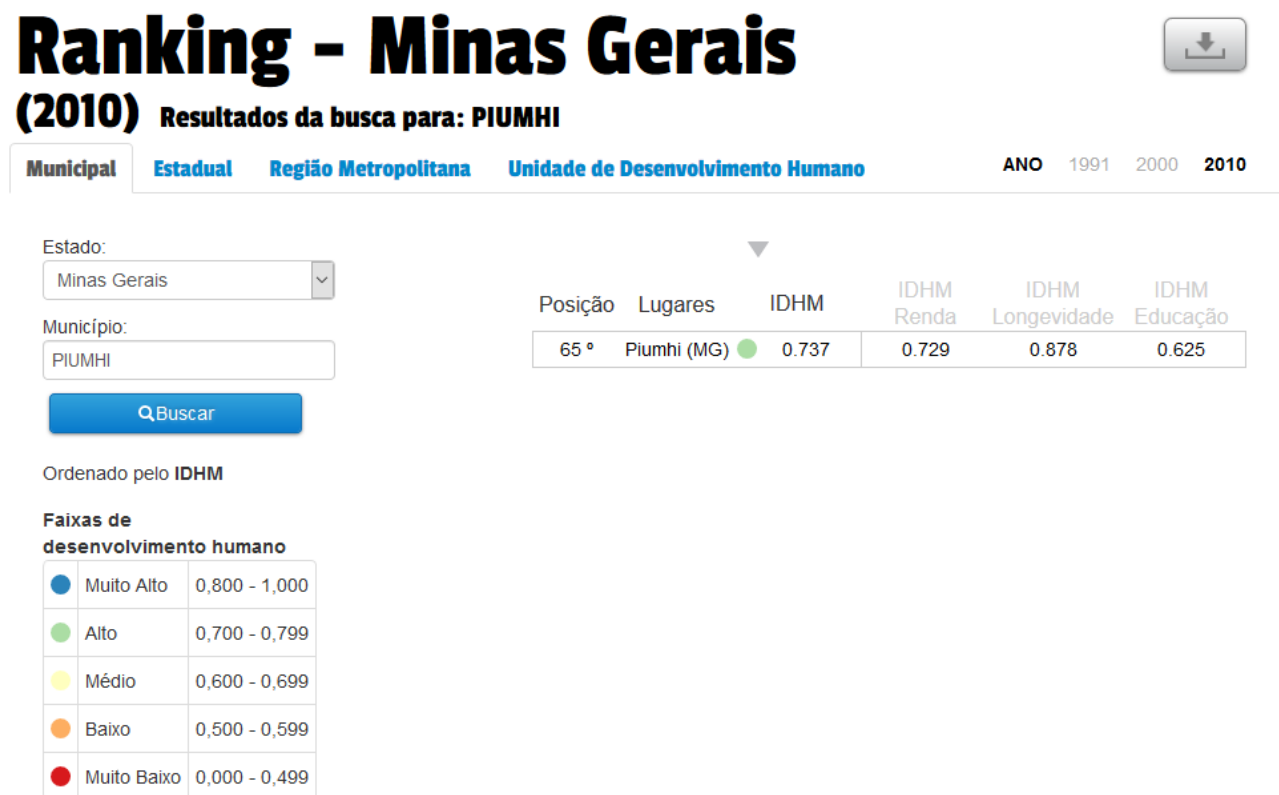 Ranking - Minas Gerais
(2010) Resultados da busca para: PIUMHI
Municipal Estadual Região Metropolitana Unidade de Desenvolvimento Humano ANO 1991 2000 2010
Estado:
Minas Gerais
Município:
PIUMHI
Buscar
Ordenado pelo IDHM
Faixas de
desenvolvimento humano
Muito Alto 0,800 - 1,000
Alto 0,700 - 0,799
Médio 0,600 - 0,699
Baixo 0,500 - 0,599
Muito Baixo 0,000 - 0,499
Posição Lugares IDHM IDHM Renda IDHM Longevidade IDHM Educação
65 º Piumhi (MG) 0.737 0.729 0.878 0.625